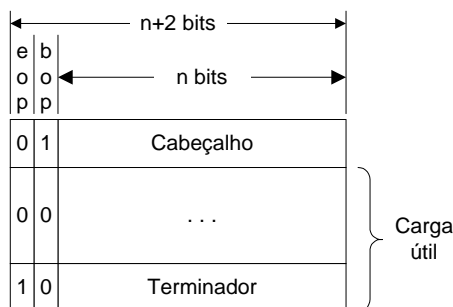 n+2 bits
e b
o o
p p
n bits
0 1 Cabeçalho
0 0 . . .
Carga
útil
1 0 Terminador